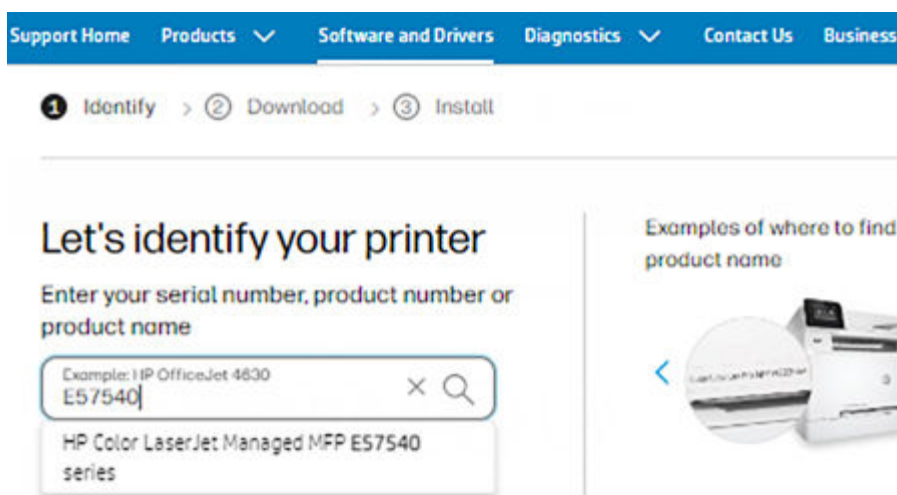 Support Home Products Software and Drivers Diagnostics Contact Us Business
1 Identify > 2 Download > 3 Install
Let's identify your printer
Enter your serial number, product number or
product name
Example: HP OfficeJet 4630
E57540
HP Color LaserJet Managed MFP E57540
series
Examples of where to find
product name